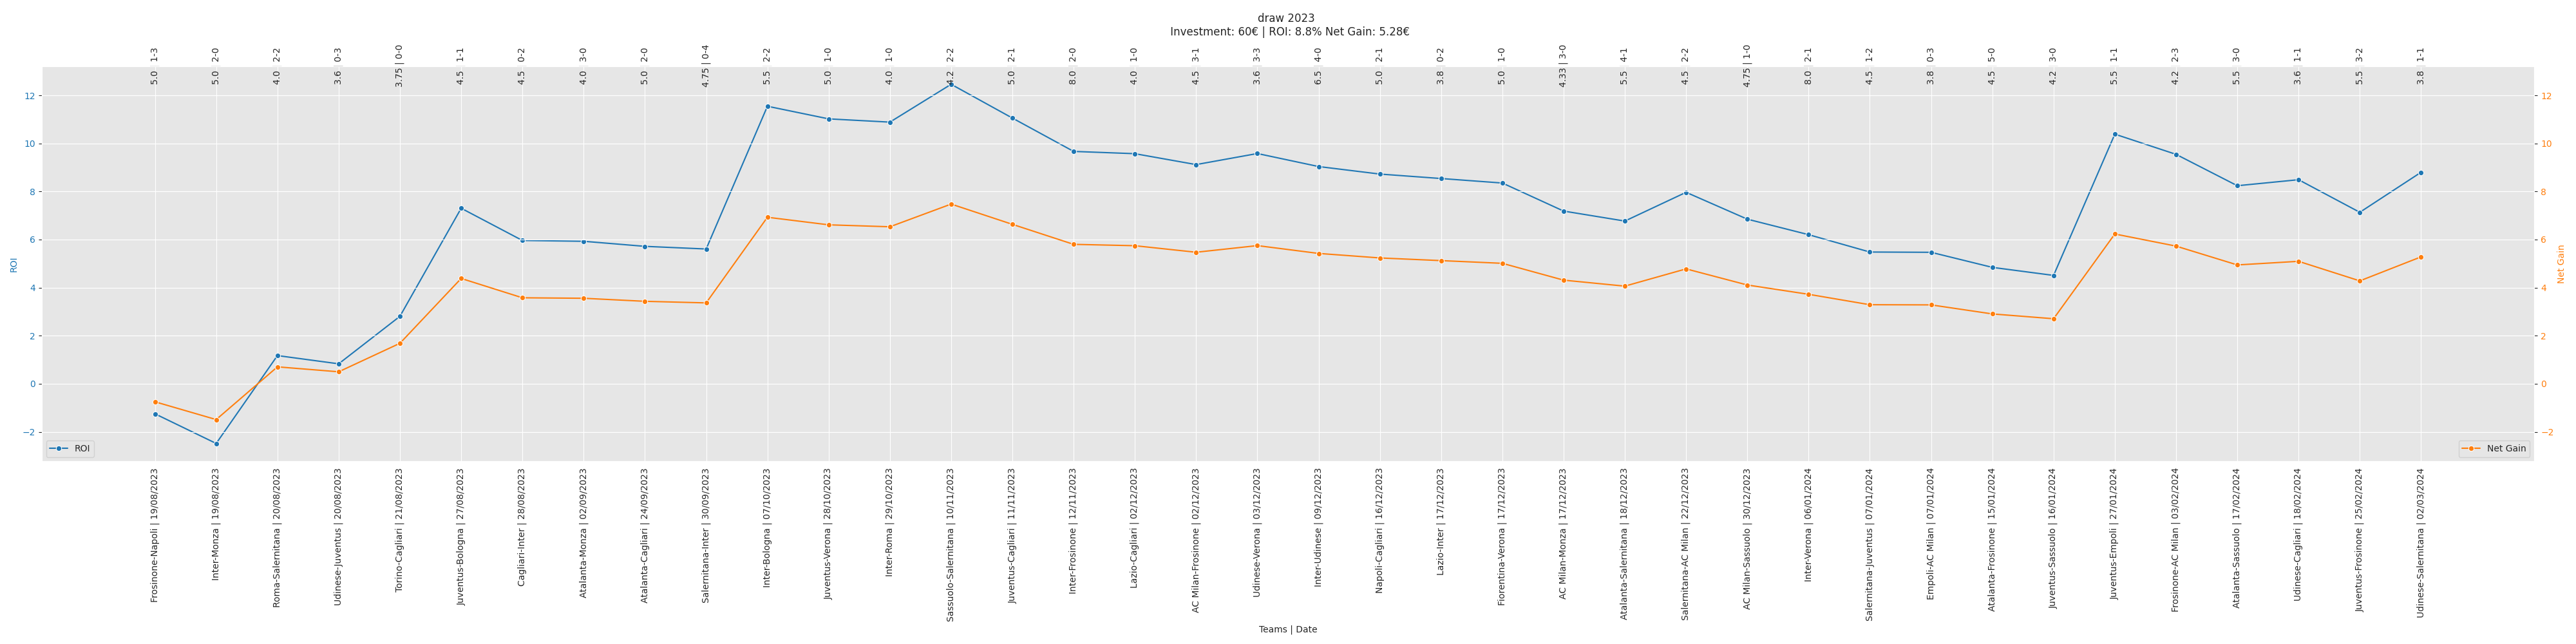 draw 2023
Investment: 60€ | ROI: 8.8% Net Gain: 5.28€
5.0 | 1-3
5.0 | 2-0
4.0 | 2-2
3.6 | 0-3
3.75 | 0-0
4.5 | 1-1
4.5 | 0-2
4.0 | 3-0
5.0 | 2-0
4.75 | 0-4
5.5 | 2-2
5.0 | 1-0
4.0 | 1-0
4.2 | 2-2
5.0 | 2-1
8.0 | 2-0
4.0 | 1-0
4.5 | 3-1
3.6 | 3-3
6.5 | 4-0
5.0 | 2-1
3.8 | 0-2
5.0 | 1-0
4.33 | 3-0
5.5 | 4-1
4.5 | 2-2
4.75 | 1-0
8.0 | 2-1
4.5 | 1-2
3.8 | 0-3
4.5 | 5-0
4.2 | 3-0
5.5 | 1-1
4.2 | 2-3
5.5 | 3-0
3.6 | 1-1
5.5 | 3-2
3.8 | 1-1
12
10
8
6
4
2
0
−2
ROI
12
10
8
6
4
2
0
−2
Net Gain
ROI
Net Gain
Frosinone-Napoli | 19/08/2023
Inter-Monza | 19/08/2023
Roma-Salernitana | 20/08/2023
Udinese-Juventus | 20/08/2023
Torino-Cagliari | 21/08/2023
Juventus-Bologna | 27/08/2023
Cagliari-Inter | 28/08/2023
Atalanta-Monza | 02/09/2023
Atalanta-Cagliari | 24/09/2023
Salernitana-Inter | 30/09/2023
Inter-Bologna | 07/10/2023
Juventus-Verona | 28/10/2023
Inter-Roma | 29/10/2023
Sassuolo-Salernitana | 10/11/2023
Juventus-Cagliari | 11/11/2023
Inter-Frosinone | 12/11/2023
Lazio-Cagliari | 02/12/2023
AC Milan-Frosinone | 02/12/2023
Udinese-Verona | 03/12/2023
Inter-Udinese | 09/12/2023
Napoli-Cagliari | 16/12/2023
Lazio-Inter | 17/12/2023
Fiorentina-Verona | 17/12/2023
AC Milan-Monza | 17/12/2023
Atalanta-Salernitana | 18/12/2023
Salernitana-AC Milan | 22/12/2023
AC Milan-Sassuolo | 30/12/2023
Inter-Verona | 06/01/2024
Salernitana-Juventus | 07/01/2024
Empoli-AC Milan | 07/01/2024
Atalanta-Frosinone | 15/01/2024
Juventus-Sassuolo | 16/01/2024
Juventus-Empoli | 27/01/2024
Frosinone-AC Milan | 03/02/2024
Atalanta-Sassuolo | 17/02/2024
Udinese-Cagliari | 18/02/2024
Juventus-Frosinone | 25/02/2024
Udinese-Salernitana | 02/03/2024
Teams | Date